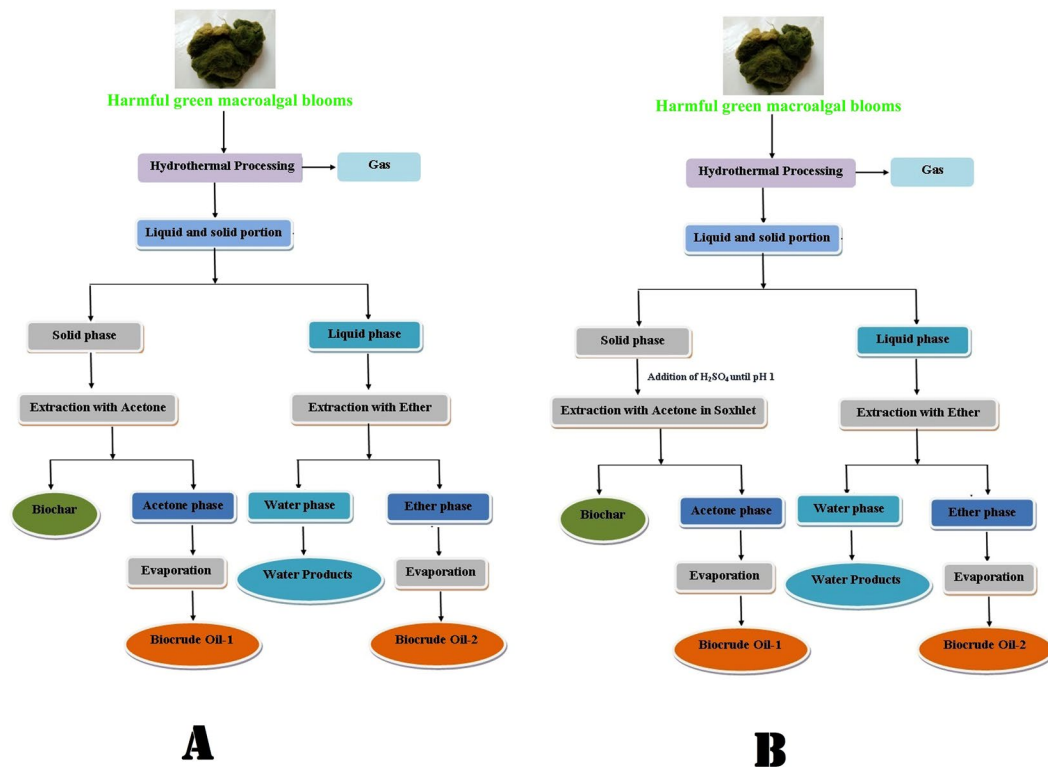 Harmful green macroalgal blooms
Hydrothermal Processing
Gas
Liquid and solid portion
Solid phase
Liquid phase
Extraction with Acetone
Extraction with Ether
Biochar
Acetone phase
Water phase
Ether phase
Evaporation
Water Products
Evaporation
Biocrude Oil-1
Biocrude Oil-2
A
Harmful green macroalgal blooms
Hydrothermal Processing
Gas
Liquid and solid portion
Solid phase
Liquid phase
Addition of H₂SO₄ until pH 1
Extraction with Acetone in Soxhlet
Extraction with Ether
Biochar
Acetone phase
Water phase
Ether phase
Evaporation
Water Products
Evaporation
Biocrude Oil-1
Biocrude Oil-2
B